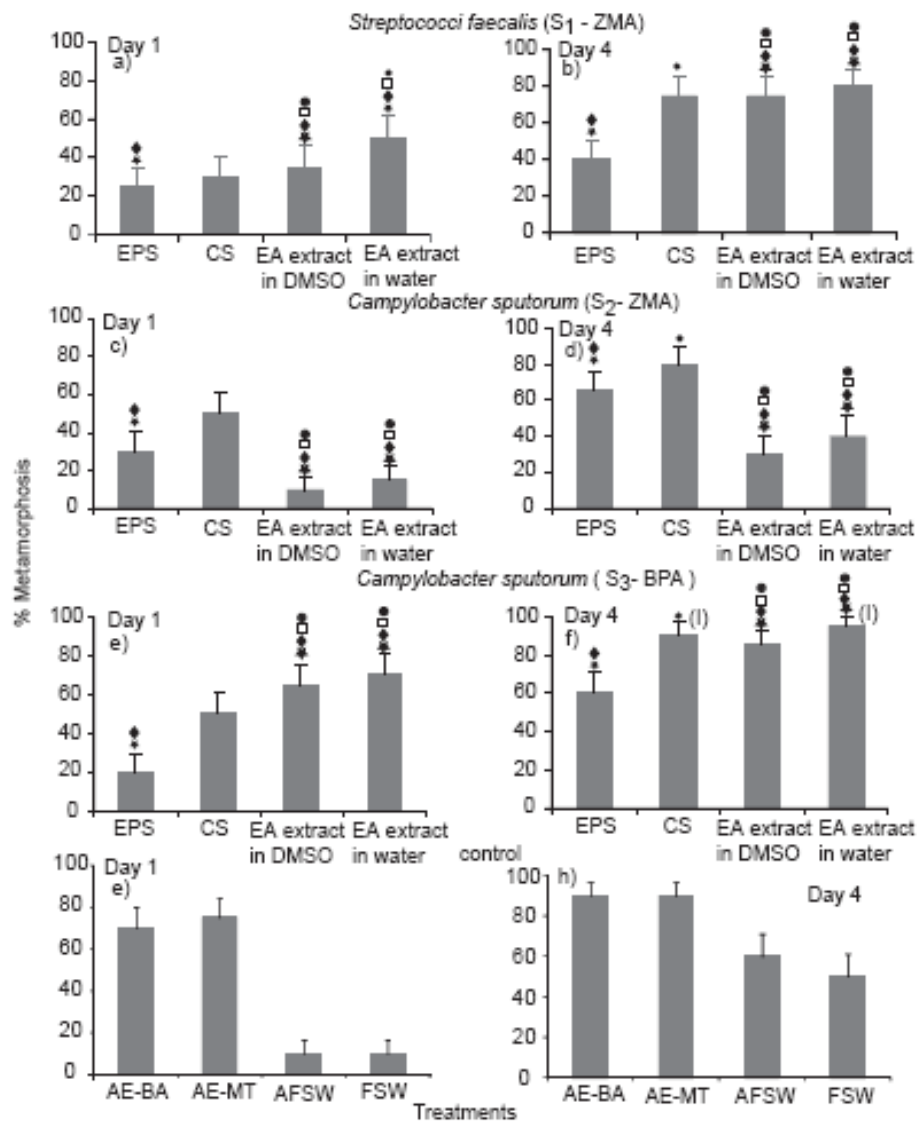 Streptococci faecalis (S1 - ZMA)
Day 1
a)
100
80
60
40
20
0
EPS CS EA extract in DMSO EA extract in water
Day 4
b)
100
80
60
40
20
0
EPS CS EA extract in DMSO EA extract in water
Campylobacter sputorum (S2- ZMA)
Day 1
c)
100
80
60
40
20
0
EPS CS EA extract in DMSO EA extract in water
Day 4
d)
100
80
60
40
20
0
EPS CS EA extract in DMSO EA extract in water
% Metamorphosis
Campylobacter sputorum ( S3- BPA)
Day 1
e)
100
80
60
40
20
0
EPS CS EA extract in DMSO EA extract in water
Day 4
f)
(I)
(I)
100
80
60
40
20
0
EPS CS EA extract in DMSO EA extract in water
control
Day 1
e)
100
80
60
40
20
0
AE-BA AE-MT AFSW FSW
h)
Day 4
100
80
60
40
20
0
AE-BA AE-MT AFSW FSW
Treatments